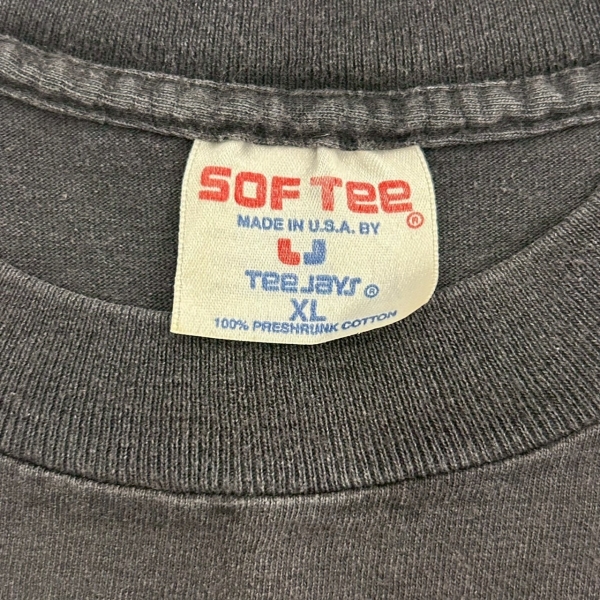 SOF Tee ®
MADE IN U.S.A. BY
Tee Jays ®
XL
100% PRESHRUNK COTTON